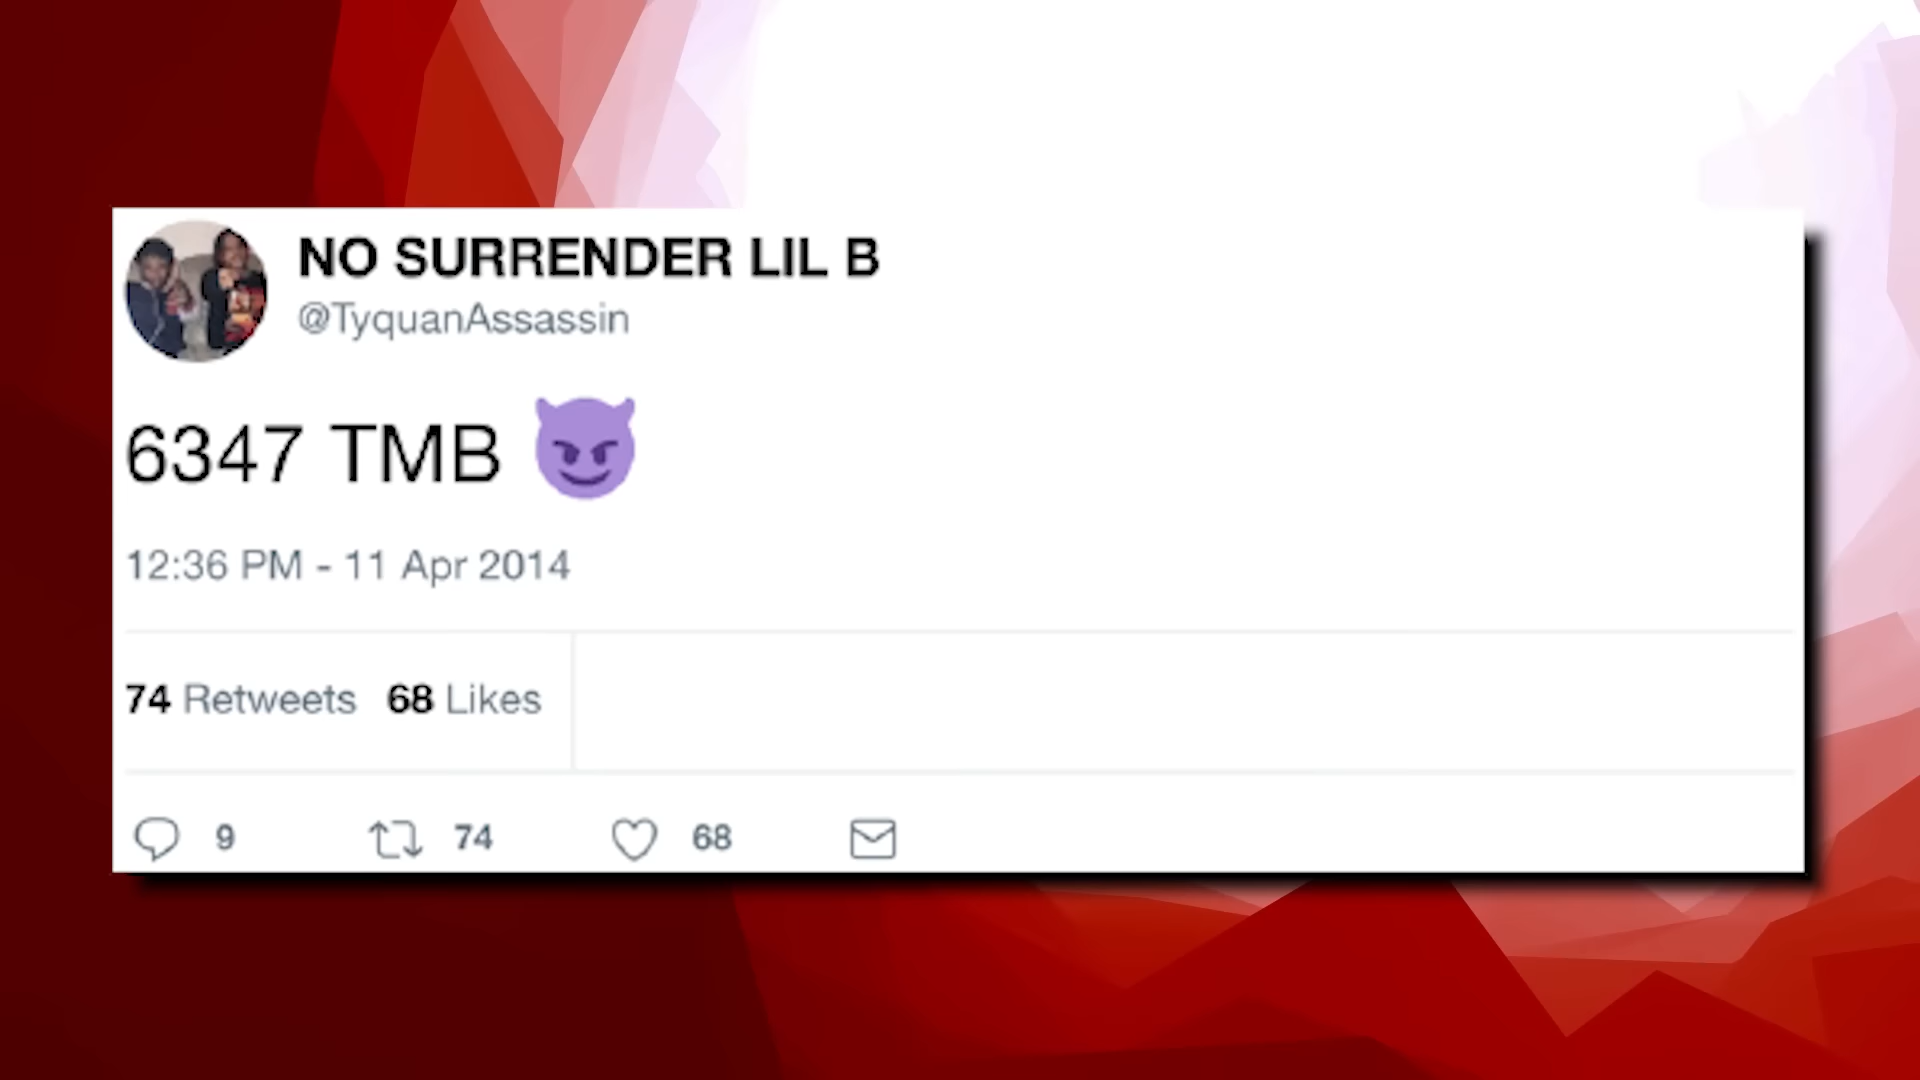 NO SURRENDER LIL B
@TyquanAssassin
6347 TMB 😈
12:36 PM - 11 Apr 2014
74 Retweets 68 Likes
9 74 68